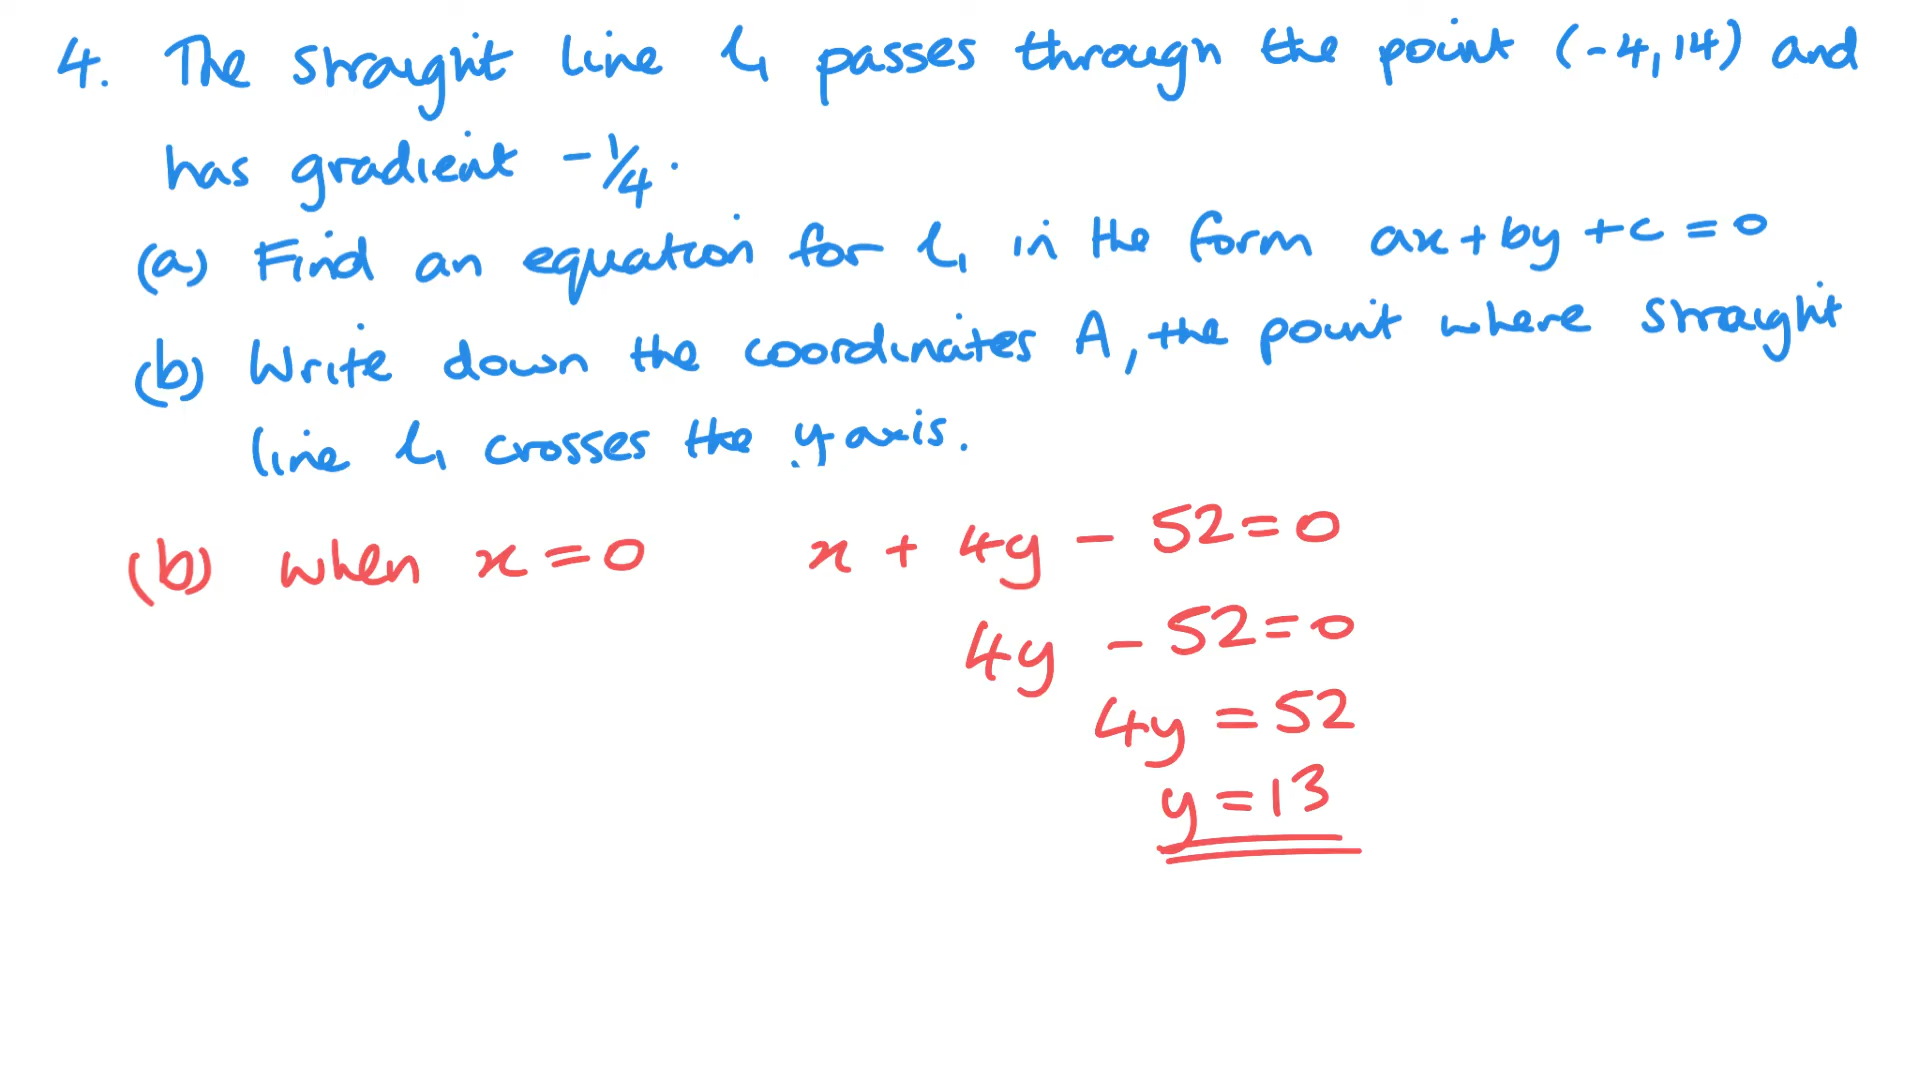 4. The straight line l₁ passes through the point (-4,14) and
has gradient -1/4.
(a) Find an equation for l₁ in the form ax+by+c=0
(b) Write down the coordinates A, the point where straight
line l₁ crosses the y axis.
(b) when x=0 x + 4y - 52=0
4y - 52=0
4y = 52
y=13